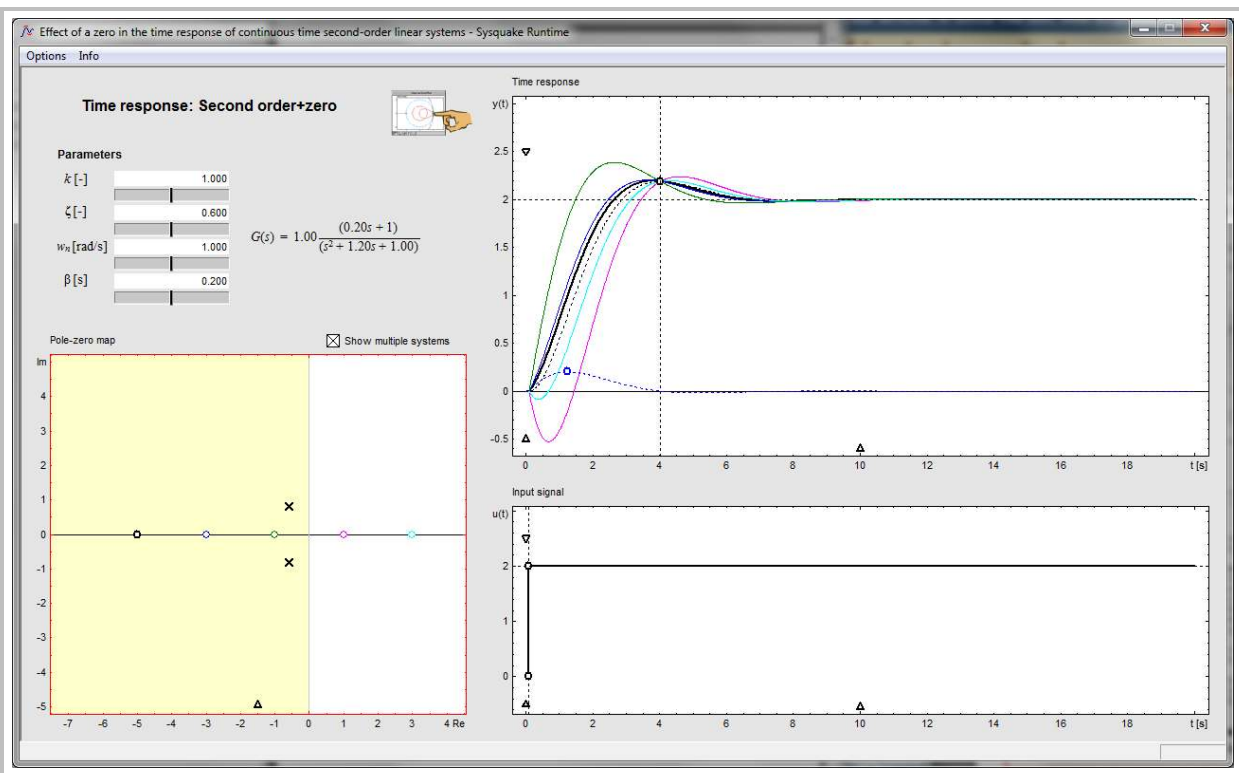 Effect of a zero in the time response of continuous time second-order linear systems - Sysquake Runtime
Options Info
Time response: Second order+zero
Parameters
k [-] 1.000
ζ [-] 0.600
wn [rad/s] 1.000
β [s] 0.200
G(s) = 1.00 (0.20s + 1) / (s² + 1.20s + 1.00)
Pole-zero map
Show multiple systems
Im
4
3
2
1
0
-1
-2
-3
-4
-5
-7 -6 -5 -4 -3 -2 -1 0 1 2 3 4 Re
Time response
y(t)
2.5
2
1.5
1
0.5
0
-0.5
0 2 4 6 8 10 12 14 16 18 t [s]
Input signal
u(t)
2
1
0
0 2 4 6 8 10 12 14 16 18 t [s]